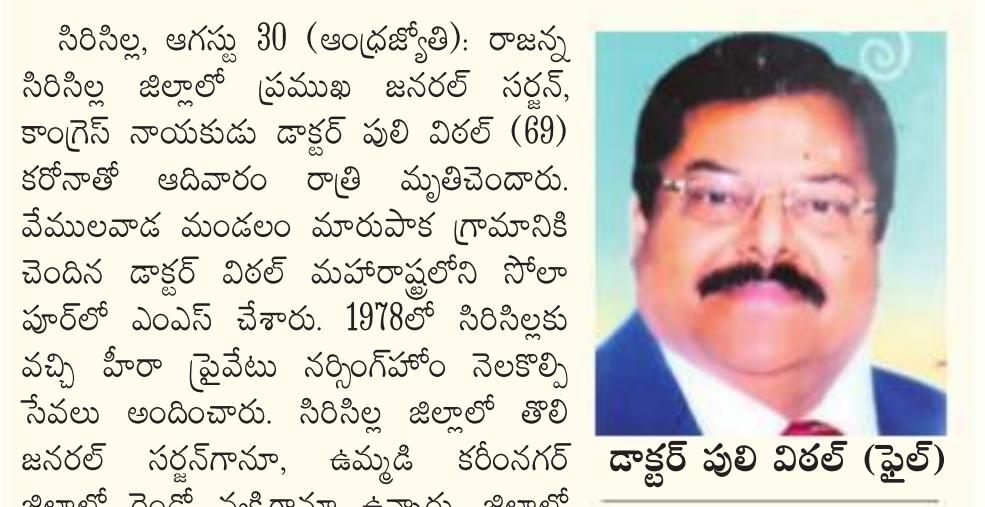 సిరిసిల్ల, ఆగస్టు 30 (ఆంధ్రజ్యోతి): రాజన్న
సిరిసిల్ల జిల్లాలో ప్రముఖ జనరల్ సర్జన్,
కాంగ్రెస్ నాయకుడు డాక్టర్ పులి విఠల్ (69)
కరోనాతో ఆదివారం రాత్రి మృతిచెందారు.
వేములవాడ మండలం మారుపాక గ్రామానికి
చెందిన డాక్టర్ విఠల్ మహారాష్ట్రలోని సోలా
పూర్‌లో ఎంఎస్ చేశారు. 1978లో సిరిసిల్లకు
వచ్చి హీరా ప్రైవేటు నర్సింగ్‌హోం నెలకొల్పి
సేవలు అందించారు. సిరిసిల్ల జిల్లాలో తొలి
జనరల్ సర్జన్‌గానూ, ఉమ్మడి కరీంనగర్
డాక్టర్ పులి విఠల్ (ఫైల్)